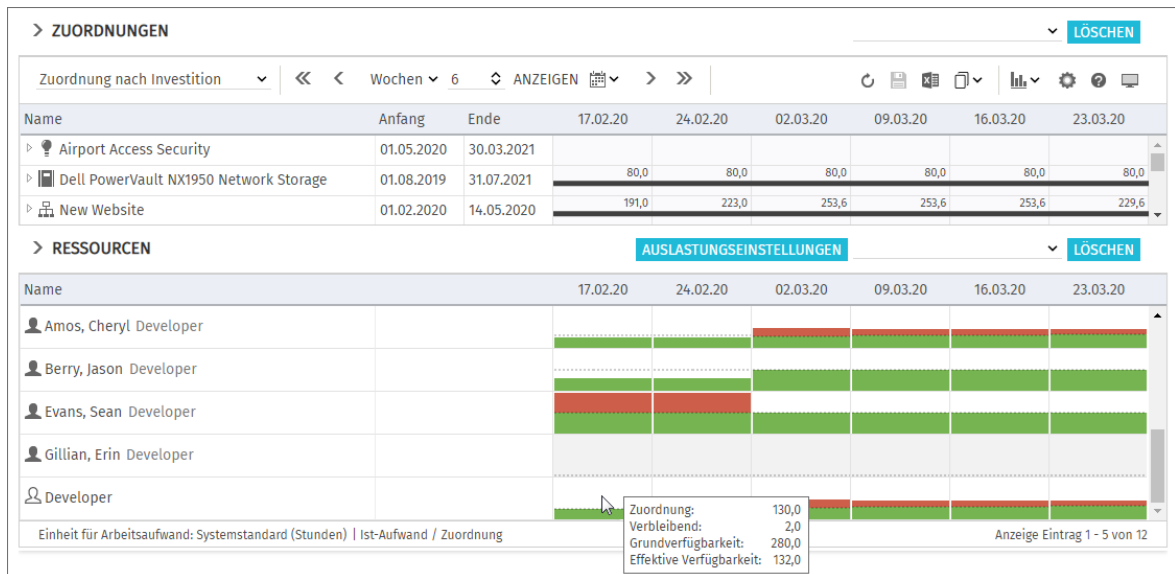 ZUORDNUNGEN LÖSCHEN
Zuordnung nach Investition Wochen 6 ANZEIGEN
Name Anfang Ende 17.02.20 24.02.20 02.03.20 09.03.20 16.03.20 23.03.20
Airport Access Security 01.05.2020 30.03.2021
Dell PowerVault NX1950 Network Storage 01.08.2019 31.07.2021 80,0 80,0 80,0 80,0 80,0 80,0
New Website 01.02.2020 14.05.2020 191,0 223,0 253,6 253,6 253,6 229,6
RESSOURCEN AUSLASTUNGSEINSTELLUNGEN LÖSCHEN
Name 17.02.20 24.02.20 02.03.20 09.03.20 16.03.20 23.03.20
Amos, Cheryl Developer
Berry, Jason Developer
Evans, Sean Developer
Gillian, Erin Developer
Developer
Zuordnung: 130,0
Verbleibend: 2,0
Grundverfügbarkeit: 280,0
Effektive Verfügbarkeit: 132,0
Einheit für Arbeitsaufwand: Systemstandard (Stunden) | Ist-Aufwand / Zuordnung Anzeige Eintrag 1 - 5 von 12